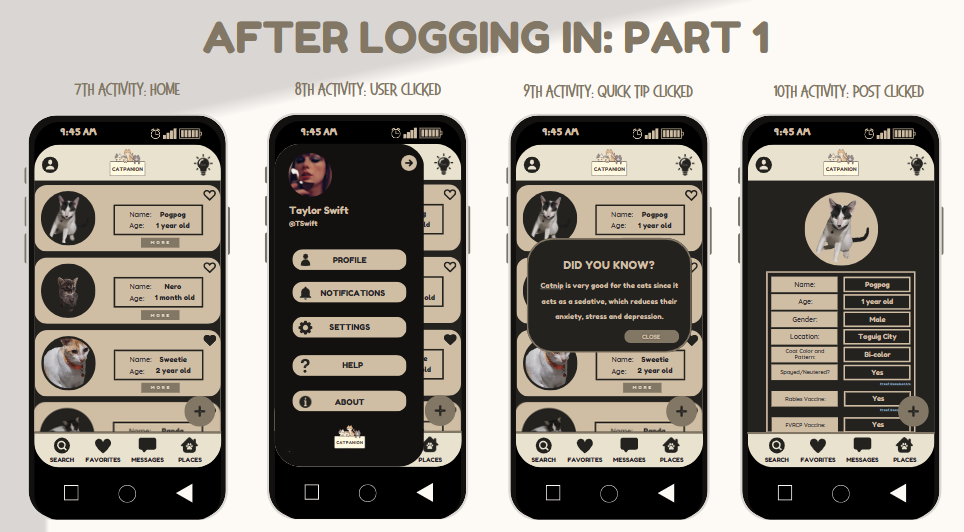 AFTER LOGGING IN: PART 1
7TH ACTIVITY: HOME
9:45 AM
CATPANION
Name: Pogpog
Age: 1 year old
MORE
Name: Nero
Age: 1 month old
MORE
Name: Sweetie
Age: 2 year old
MORE
Name: Panda
SEARCH FAVORITES MESSAGES PLACES
8TH ACTIVITY: USER CLICKED
9:45 AM
Taylor Swift
@TSwift
PROFILE
NOTIFICATIONS
SETTINGS
HELP
ABOUT
CATPANION
PLACES
9TH ACTIVITY: QUICK TIP CLICKED
9:45 AM
CATPANION
Name: Pogpog
Age: 1 year old
DID YOU KNOW?
Catnip is very good for the cats since it
acts as a sedative, which reduces their
anxiety, stress and depression.
CLOSE
Name: Sweetie
Age: 2 year old
MORE
Name: Panda
SEARCH FAVORITES MESSAGES PLACES
10TH ACTIVITY: POST CLICKED
9:45 AM
CATPANION
Name: Pogpog
Age: 1 year old
Gender: Male
Location: Taguig City
Coat Color and
Pattern: Bi-color
Spayed/Neutered? Yes
Rabies Vaccine: Yes
FVRCP Vaccine: Yes
SEARCH FAVORITES MESSAGES PLACES